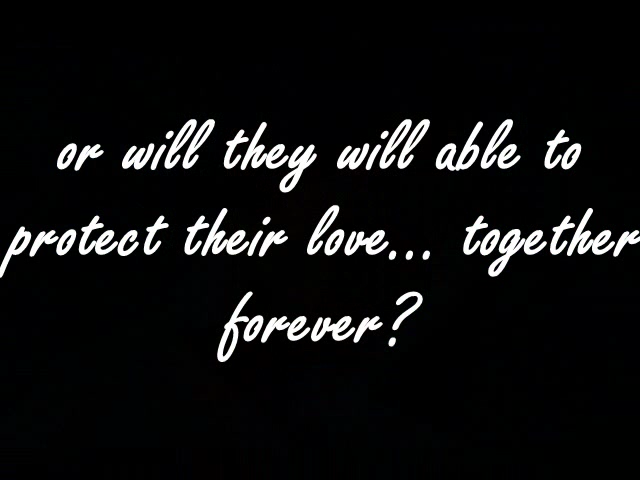 or will they will able to
protect their love... together
forever?